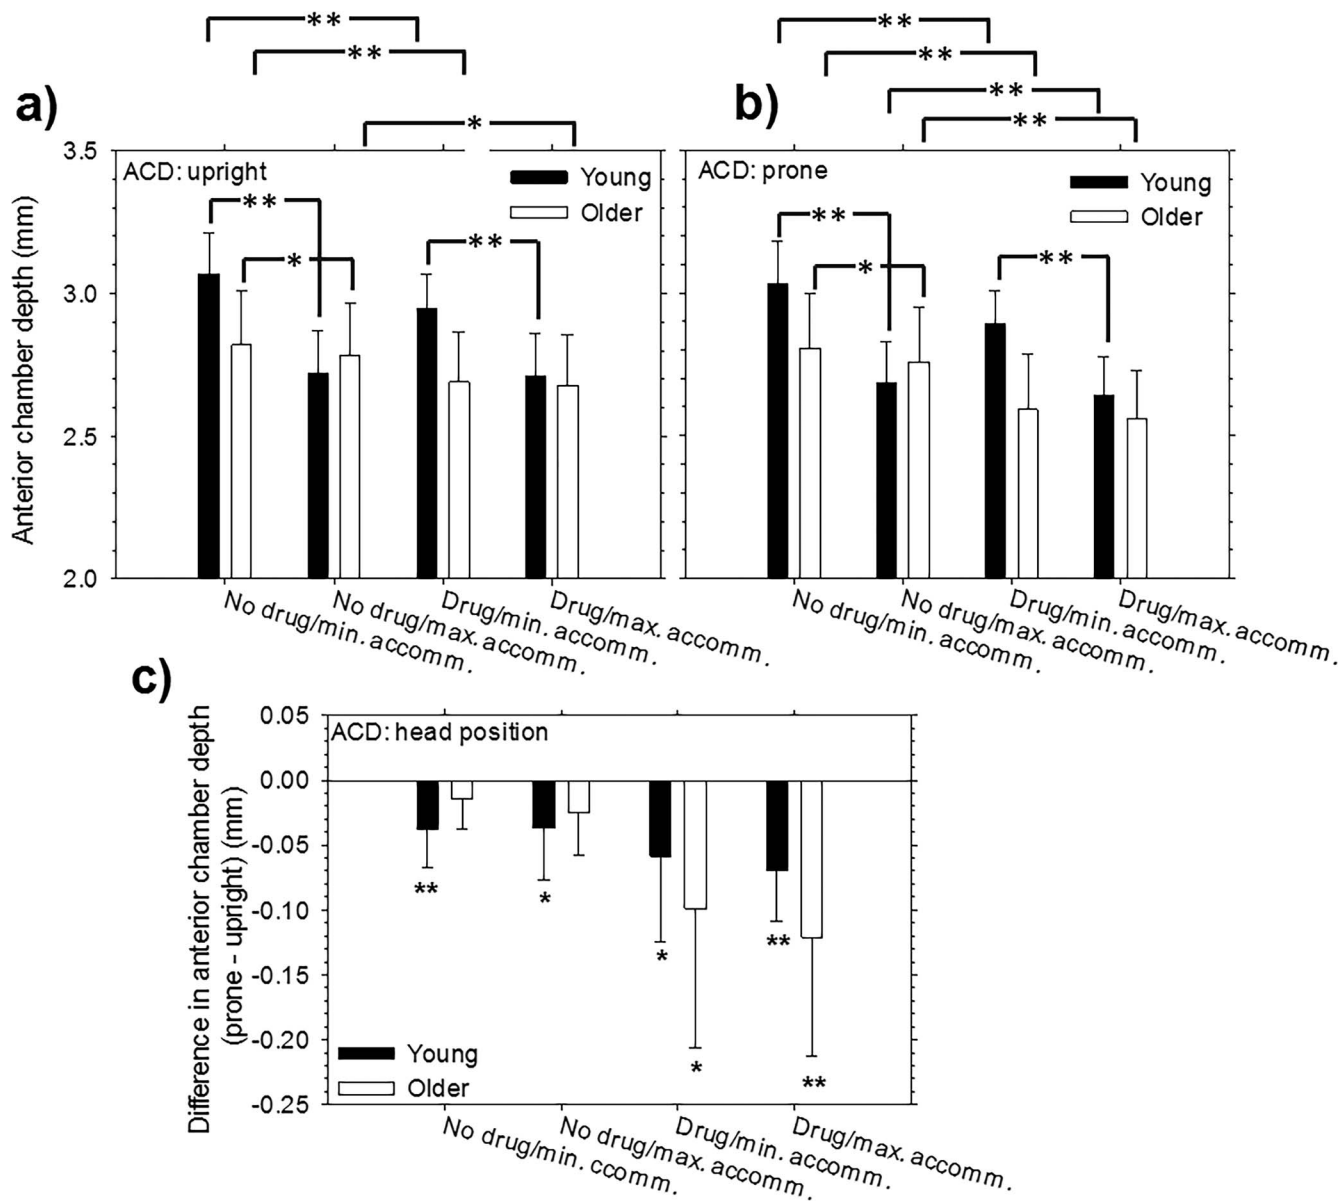 ** **
** **
a) ** b)
* **
3.5
ACD: upright Young ACD: prone Young
Older Older
** ** ** **
* *
3.0
2.5
2.0
Anterior chamber depth (mm)
No drug/min. accomm.
No drug/max. accomm.
Drug/min. accomm.
Drug/max. accomm.
No drug/min. accomm.
No drug/max. accomm.
Drug/min. accomm.
Drug/max. accomm.
c)
Difference in anterior chamber depth
(prone - upright) (mm)
0.05
ACD: head position
0.00
-0.05
** *
-0.10
* **
-0.15
-0.20
Young
* **
Older
-0.25
No drug/min. ccomm.
No drug/max. accomm.
Drug/min. accomm.
Drug/max. accomm.